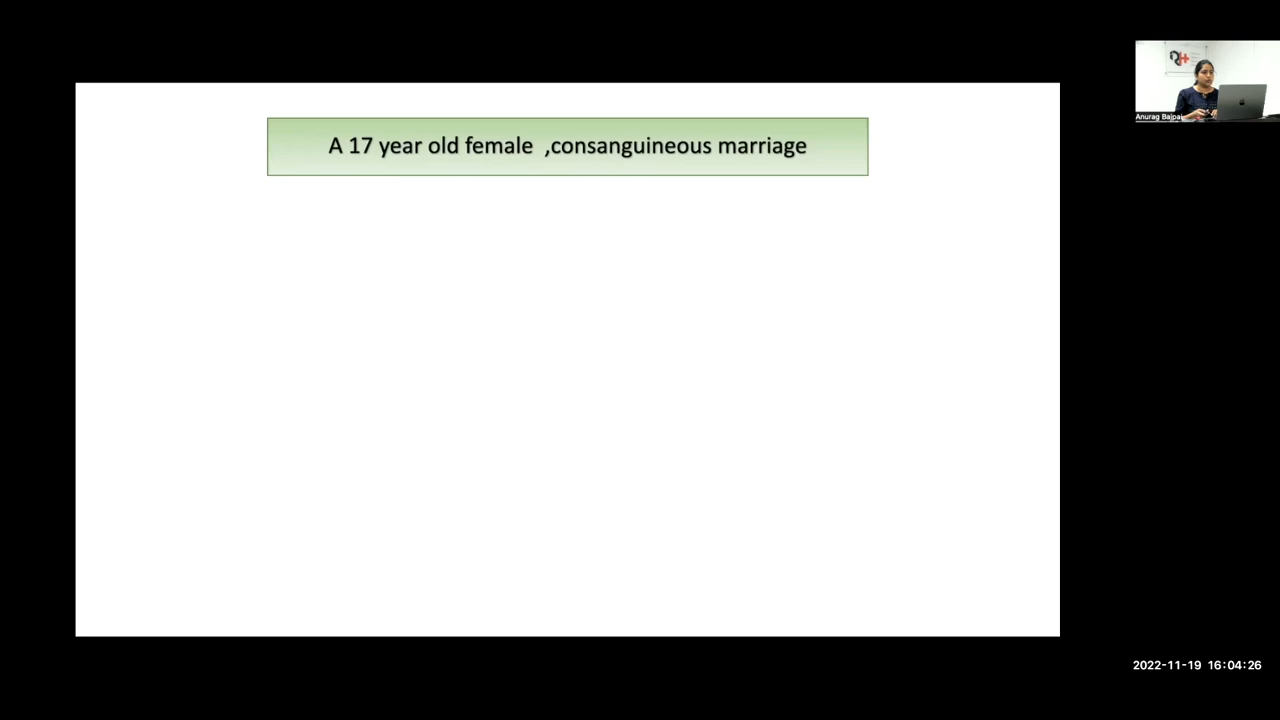 A 17 year old female  ,consanguineous marriage
Anurag Bajpai
2022-11-19 16:04:26